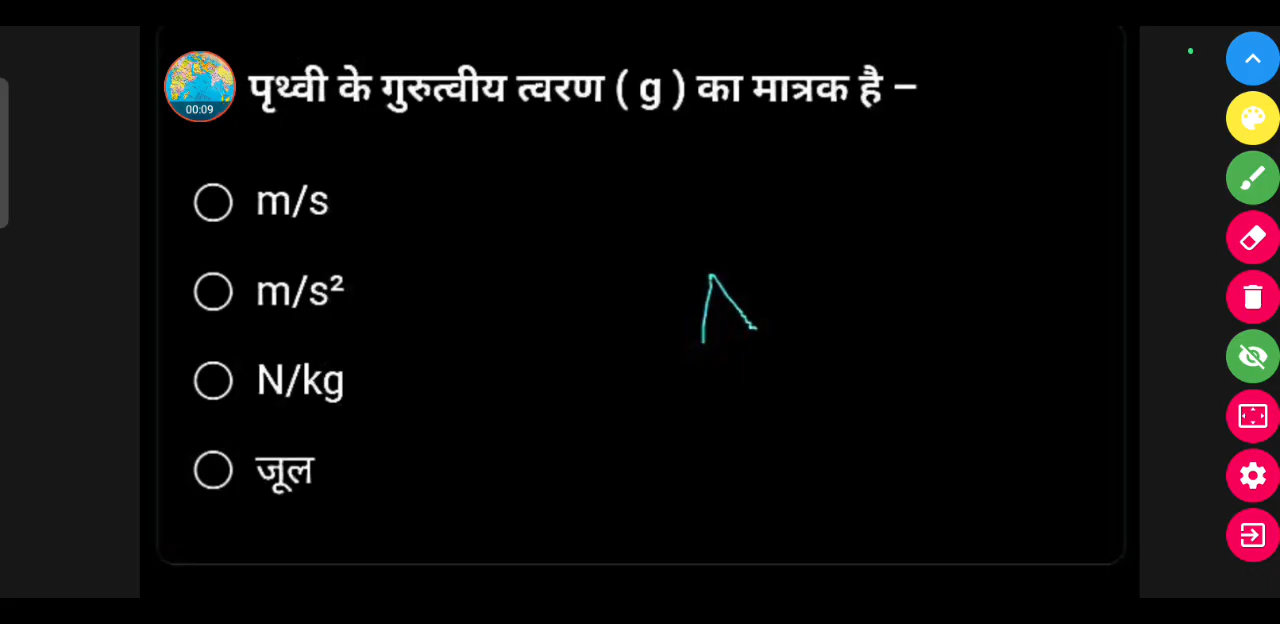 पृथ्वी के गुरुत्वीय त्वरण ( g ) का मात्रक है –
00:09
m/s
m/s²
N/kg
जूल